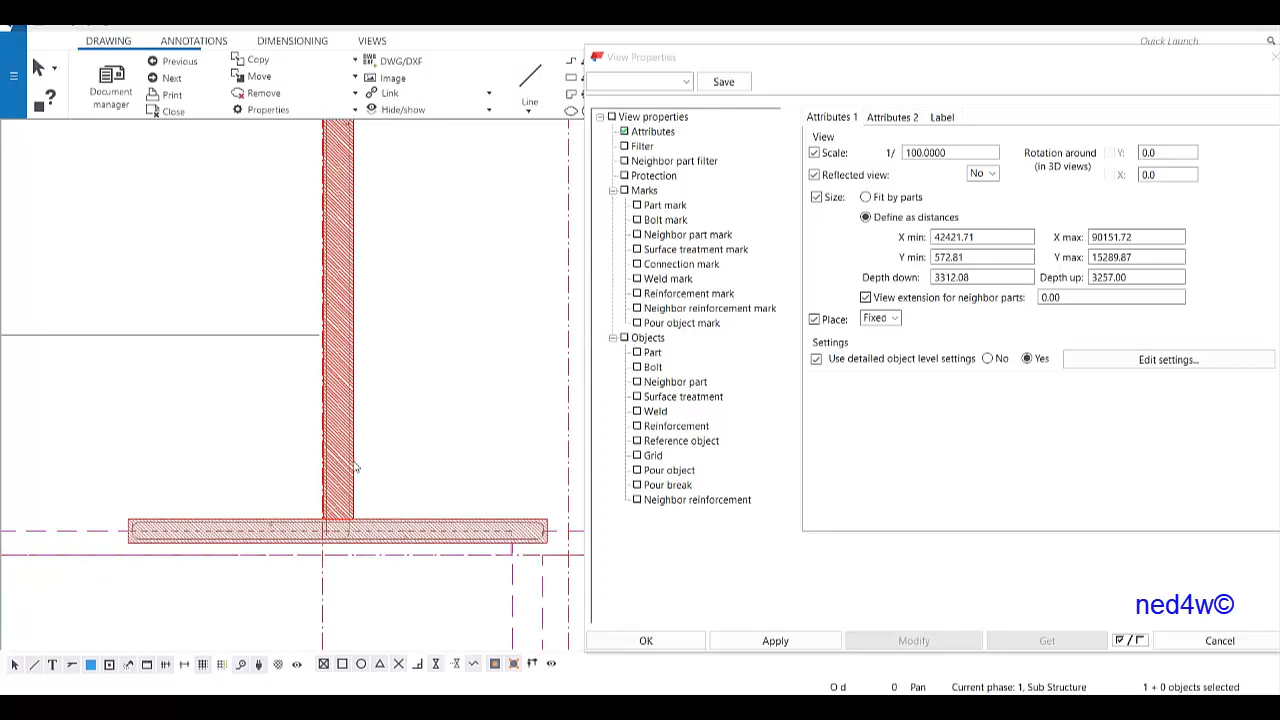 DRAWING ANNOTATIONS DIMENSIONING VIEWS Quick Launch
Document manager
Previous
Next
Print
Close
Copy
Move
Remove
Properties
DWG/DXF
Image
Link
Hide/show
Line
View Properties
Save
View properties
Attributes
Filter
Neighbor part filter
Protection
Marks
Part mark
Bolt mark
Neighbor part mark
Surface treatment mark
Connection mark
Weld mark
Reinforcement mark
Neighbor reinforcement mark
Pour object mark
Objects
Part
Bolt
Neighbor part
Surface treatment
Weld
Reinforcement
Reference object
Grid
Pour object
Pour break
Neighbor reinforcement
Attributes 1 Attributes 2 Label
View
Scale: 1/ 100.0000 Rotation around (in 3D views) Y: 0.0
Reflected view: No X: 0.0
Size: Fit by parts
Define as distances
X min: 42421.71 X max: 90151.72
Y min: 572.81 Y max: 15289.87
Depth down: 3312.08 Depth up: 3257.00
View extension for neighbor parts: 0.00
Place: Fixed
Settings
Use detailed object level settings No Yes Edit settings...
ned4w©
OK Apply Modify Get Cancel
O d 0 Pan Current phase: 1, Sub Structure 1 + 0 objects selected